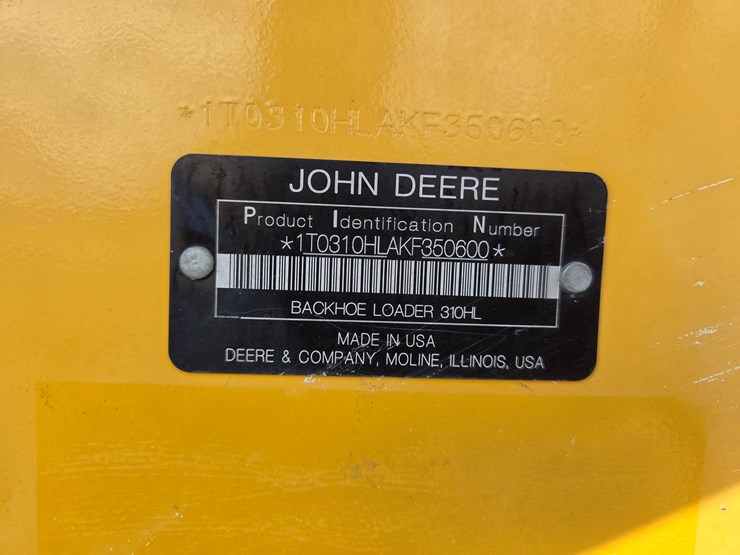 *1T0310HLAKF350600*
JOHN DEERE
Product Identification Number
*1T0310HLAKF350600*
BACKHOE LOADER 310HL
MADE IN USA
DEERE & COMPANY, MOLINE, ILLINOIS, USA